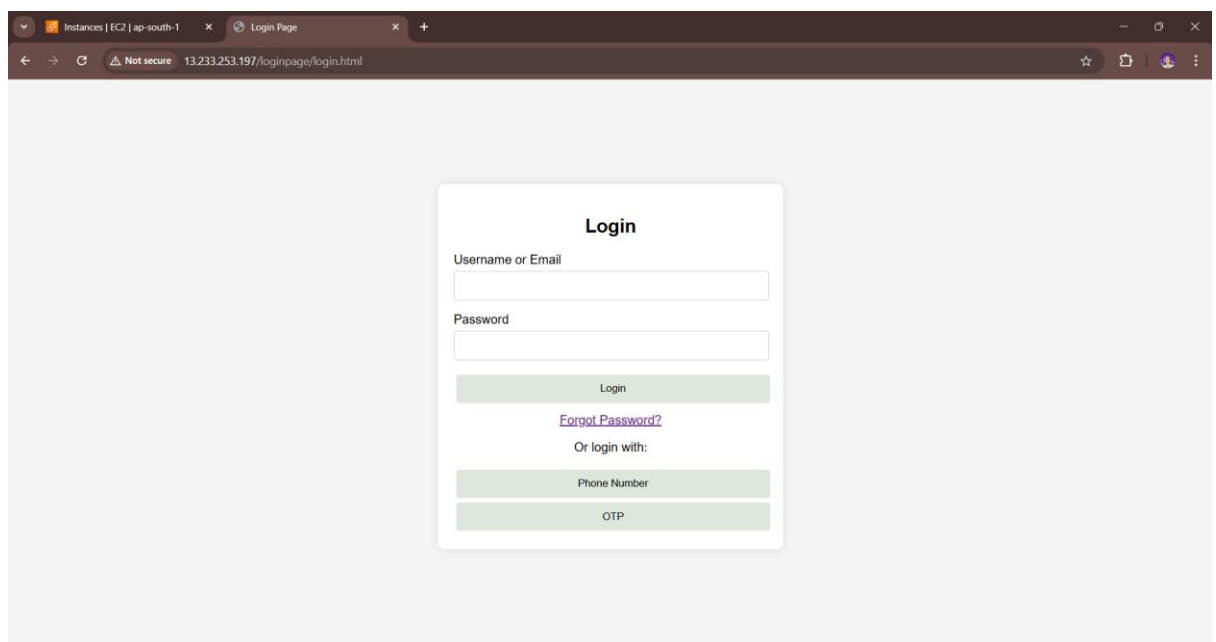 Instances | EC2 | ap-south-1
Login Page
Not secure
13.233.253.197/loginpage/login.html
Login
Username or Email
Password
Login
Forgot Password?
Or login with:
Phone Number
OTP